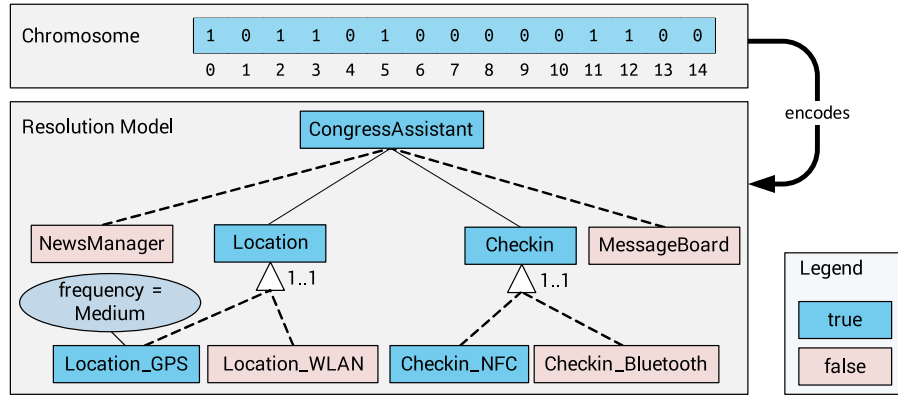 Chromosome
1 0 1 1 0 1 0 0 0 0 0 1 1 0 0
0 1 2 3 4 5 6 7 8 9 10 11 12 13 14
encodes
Resolution Model
CongressAssistant
NewsManager
Location
Checkin
MessageBoard
1..1
1..1
frequency =
Medium
Location_GPS
Location_WLAN
Checkin_NFC
Checkin_Bluetooth
Legend
true
false